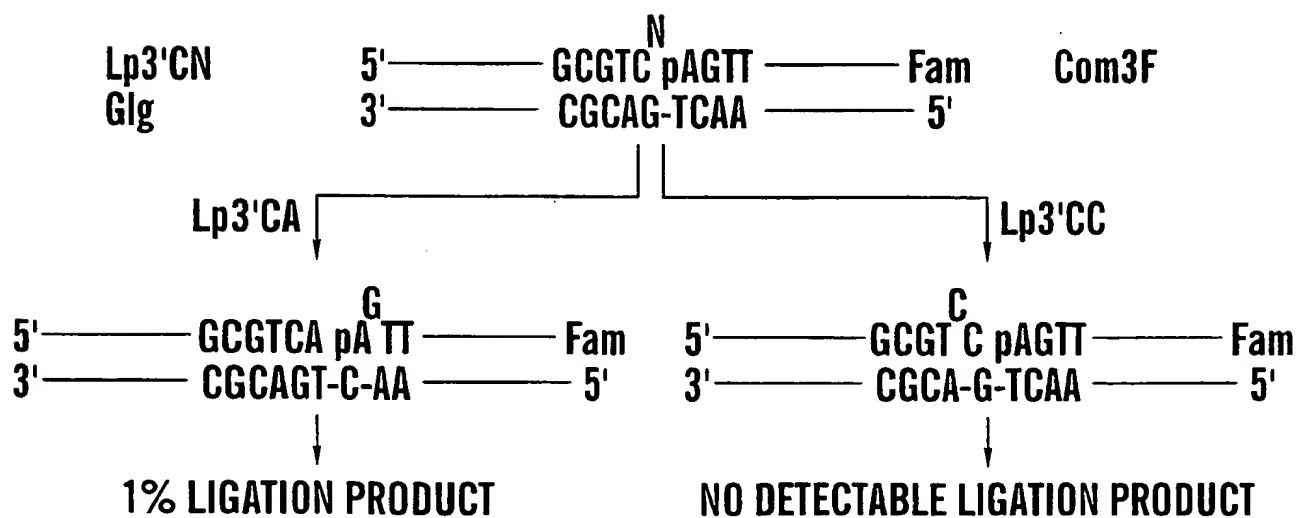 N
Lp3'CN 5' GCGTC pAGTT Fam Com3F
Glg 3' CGCAG-TCAA 5'
Lp3'CA Lp3'CC
G C
5' GCGTCA pA TT Fam 5' GCGT C pAGTT Fam
3' CGCAGT-C-AA 5' 3' CGCA-G-TCAA 5'
1% LIGATION PRODUCT NO DETECTABLE LIGATION PRODUCT